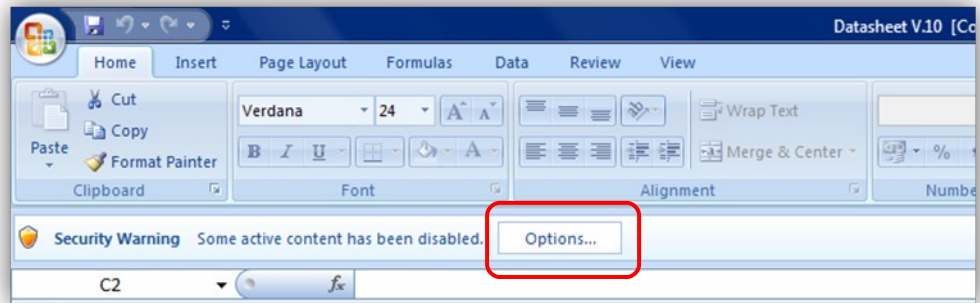 Datasheet V.10 [Co
Home Insert Page Layout Formulas Data Review View
Cut
Copy
Format Painter
Paste
Verdana 24 A A
B I U A
Wrap Text
Merge & Center
%
Clipboard Font Alignment Numbe
Security Warning Some active content has been disabled. Options...
C2 fx